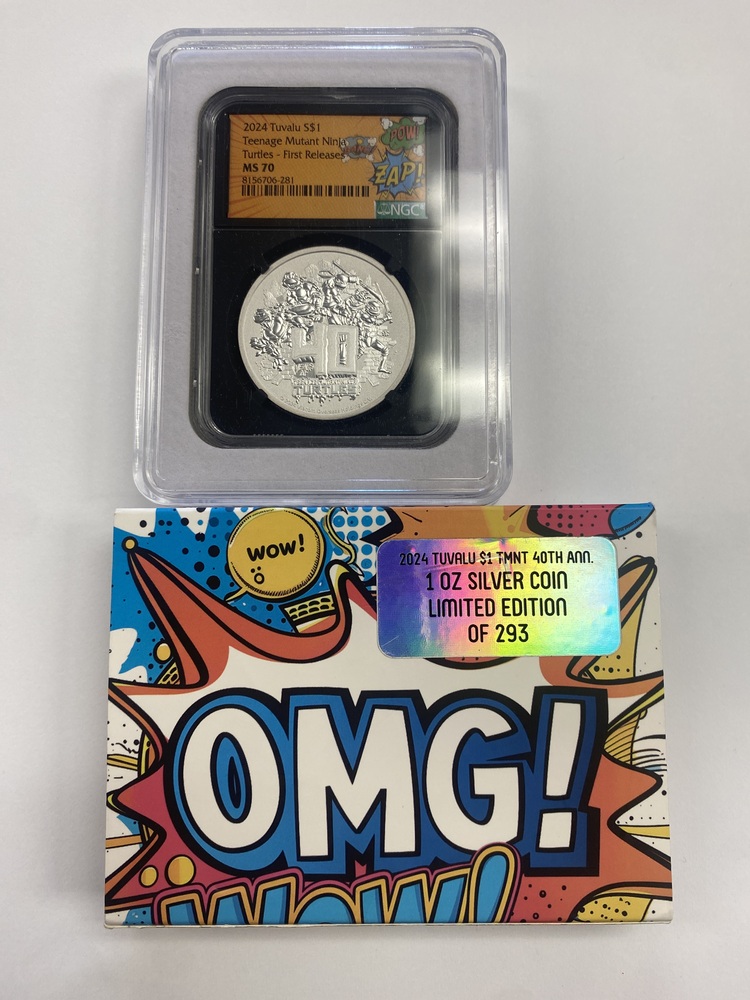 2024 Tuvalu S$1
Teenage Mutant Ninja
Turtles - First Releases
MS 70
8156706-281
POW!
ZAP!
NGC
40
TURTLES
WOW!
2024 TUVALU $1 TMNT 40TH ANN.
1 OZ SILVER COIN
LIMITED EDITION
OF 293
OMG!
WOW!